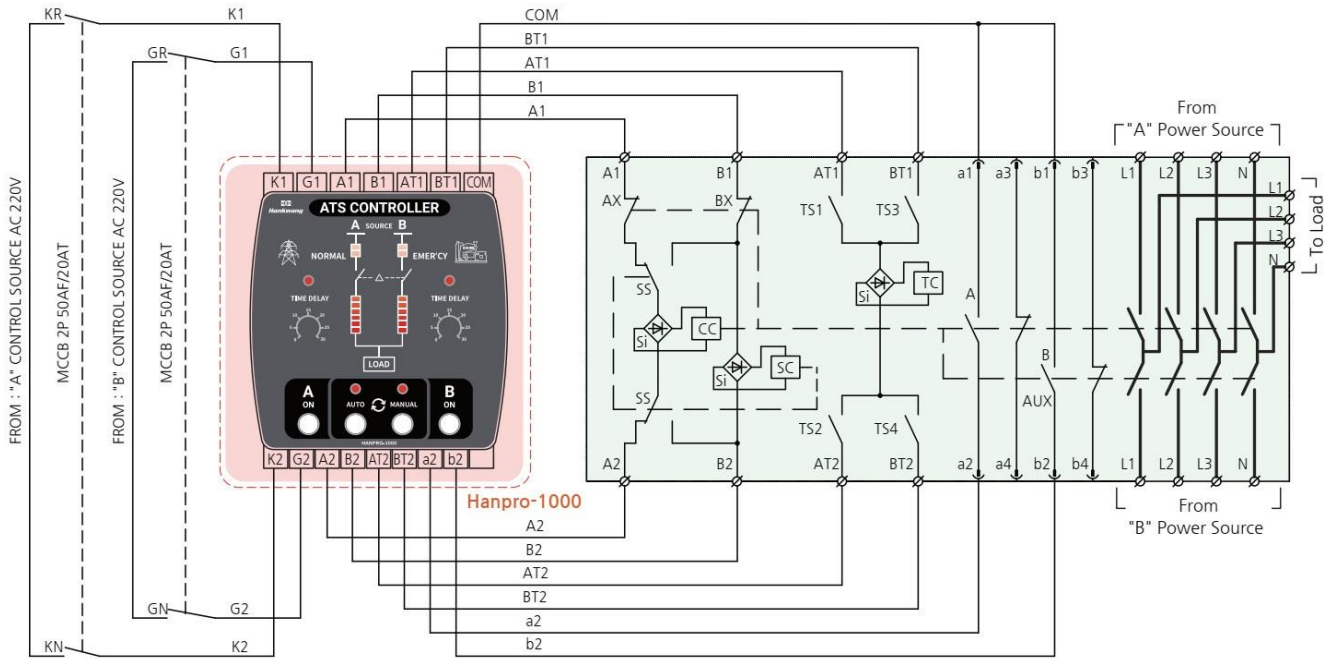 KR
K1
COM
GR
G1
BT1
AT1
B1
A1
From
"A" Power Source
FROM : "A" CONTROL SOURCE AC 220V
MCCB 2P 50AF/20AT
FROM : "B" CONTROL SOURCE AC 220V
MCCB 2P 50AF/20AT
K1 G1 A1 B1 AT1 BT1 COM
Hankwang
ATS CONTROLLER
A SOURCE B
NORMAL
EMER'CY
TIME DELAY
TIME DELAY
LOAD
A
ON
AUTO
MANUAL
B
ON
HANPRO-1000
K2 G2 A2 B2 AT2 BT2 a2 b2
Hanpro-1000
A1 B1 AT1 BT1 a1 a3 b1 b3 L1 L2 L3 N
L1
L2
L3
N
To Load
AX BX TS1 TS3
SS
Si
CC
Si
SC
Si
TC
A
B
AUX
SS
TS2 TS4
A2 B2 AT2 BT2 a2 a4 b2 b4 L1 L2 L3 N
From
"B" Power Source
A2
B2
AT2
BT2
a2
b2
GN
G2
KN
K2